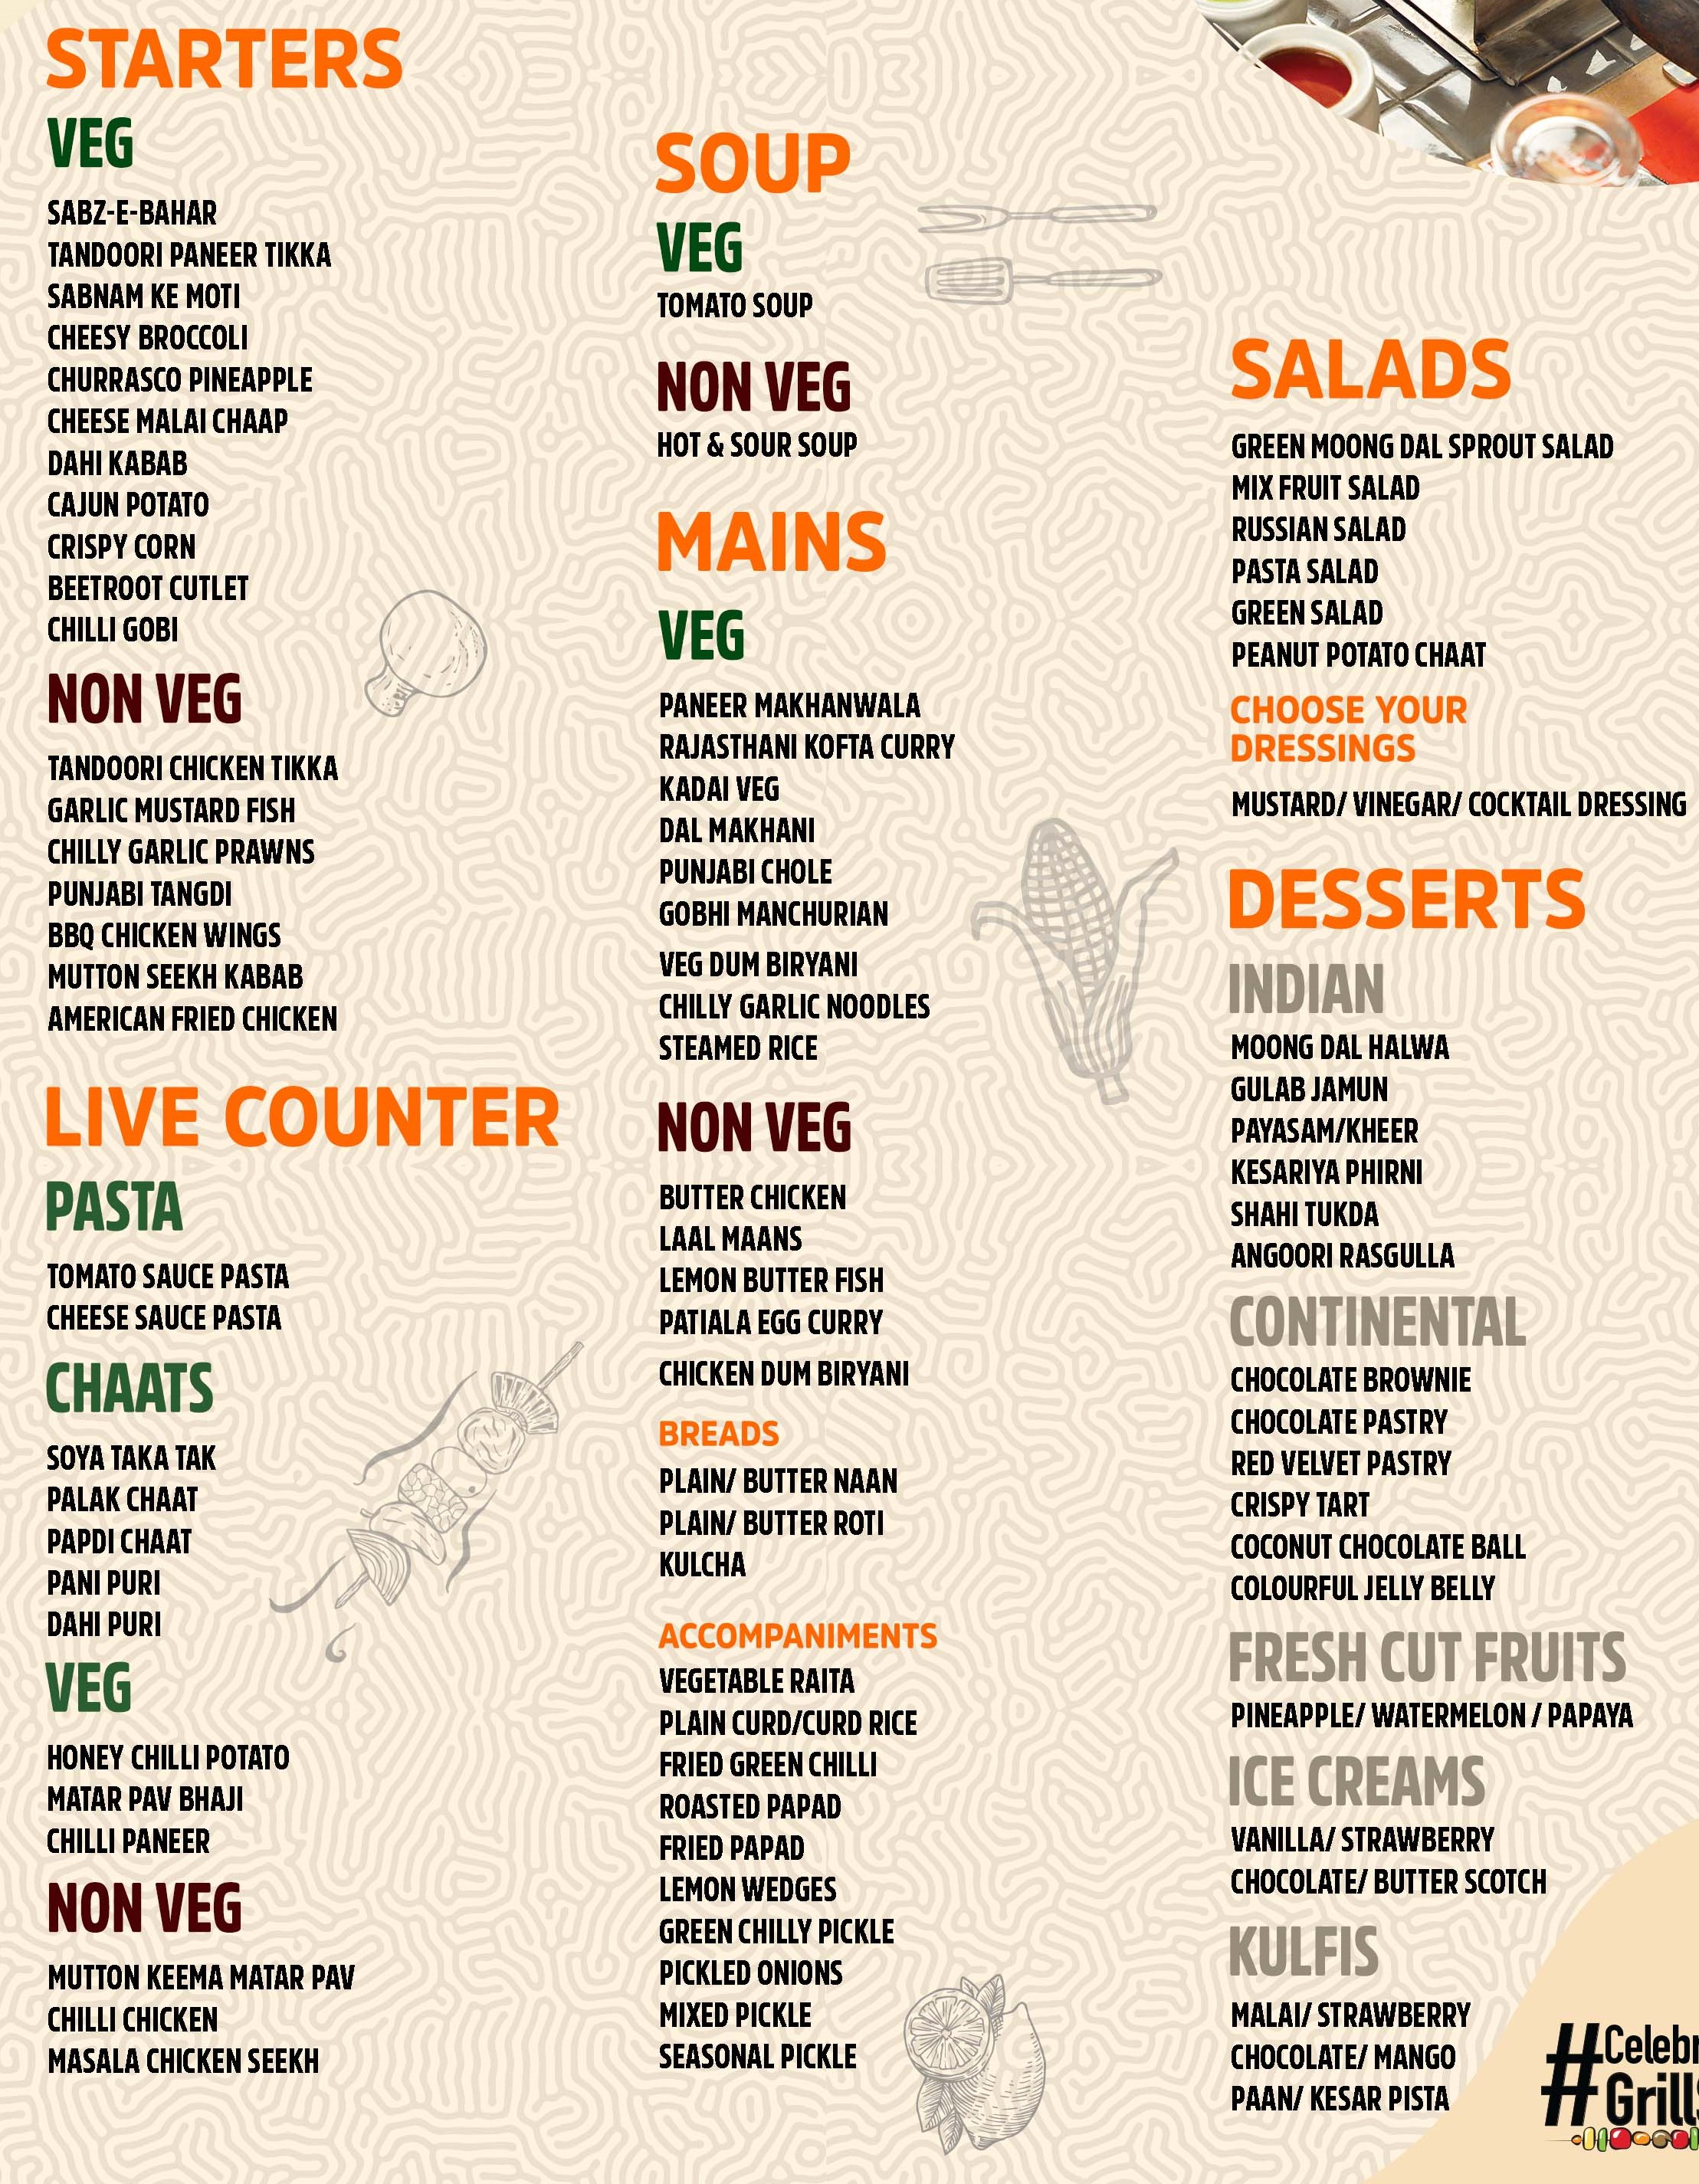 STARTERS
VEG
SABZ-E-BAHAR
TANDOORI PANEER TIKKA
SABNAM KE MOTI
CHEESY BROCCOLI
CHURRASCO PINEAPPLE
CHEESE MALAI CHAAP
DAHI KABAB
CAJUN POTATO
CRISPY CORN
BEETROOT CUTLET
CHILLI GOBI
NON VEG
TANDOORI CHICKEN TIKKA
GARLIC MUSTARD FISH
CHILLY GARLIC PRAWNS
PUNJABI TANGDI
BBQ CHICKEN WINGS
MUTTON SEEKH KABAB
AMERICAN FRIED CHICKEN
LIVE COUNTER
PASTA
TOMATO SAUCE PASTA
CHEESE SAUCE PASTA
CHAATS
SOYA TAKA TAK
PALAK CHAAT
PAPDI CHAAT
PANI PURI
DAHI PURI
VEG
HONEY CHILLI POTATO
MATAR PAV BHAJI
CHILLI PANEER
NON VEG
MUTTON KEEMA MATAR PAV
CHILLI CHICKEN
MASALA CHICKEN SEEKH
SOUP
VEG
TOMATO SOUP
NON VEG
HOT & SOUR SOUP
MAINS
VEG
PANEER MAKHANWALA
RAJASTHANI KOFTA CURRY
KADAI VEG
DAL MAKHANI
PUNJABI CHOLE
GOBHI MANCHURIAN
VEG DUM BIRYANI
CHILLY GARLIC NOODLES
STEAMED RICE
NON VEG
BUTTER CHICKEN
LAAL MAANS
LEMON BUTTER FISH
PATIALA EGG CURRY
CHICKEN DUM BIRYANI
BREADS
PLAIN/ BUTTER NAAN
PLAIN/ BUTTER ROTI
KULCHA
ACCOMPANIMENTS
VEGETABLE RAITA
PLAIN CURD/CURD RICE
FRIED GREEN CHILLI
ROASTED PAPAD
FRIED PAPAD
LEMON WEDGES
GREEN CHILLY PICKLE
PICKLED ONIONS
MIXED PICKLE
SEASONAL PICKLE
SALADS
GREEN MOONG DAL SPROUT SALAD
MIX FRUIT SALAD
RUSSIAN SALAD
PASTA SALAD
GREEN SALAD
PEANUT POTATO CHAAT
CHOOSE YOUR
DRESSINGS
MUSTARD/ VINEGAR/ COCKTAIL DRESSING
DESSERTS
INDIAN
MOONG DAL HALWA
GULAB JAMUN
PAYASAM/KHEER
KESARIYA PHIRNI
SHAHI TUKDA
ANGOORI RASGULLA
CONTINENTAL
CHOCOLATE BROWNIE
CHOCOLATE PASTRY
RED VELVET PASTRY
CRISPY TART
COCONUT CHOCOLATE BALL
COLOURFUL JELLY BELLY
FRESH CUT FRUITS
PINEAPPLE/ WATERMELON / PAPAYA
ICE CREAMS
VANILLA/ STRAWBERRY
CHOCOLATE/ BUTTER SCOTCH
KULFIS
MALAI/ STRAWBERRY
CHOCOLATE/ MANGO
PAAN/ KESAR PISTA